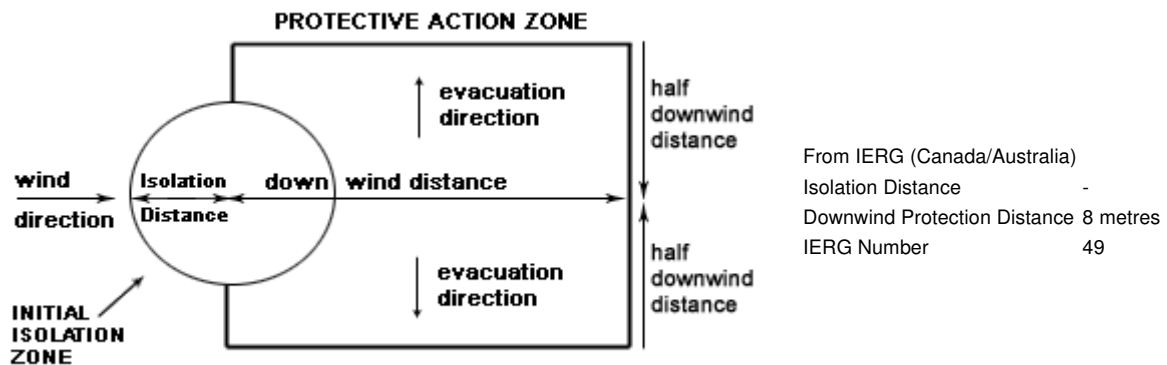 PROTECTIVE ACTION ZONE
evacuation
direction
half
downwind
distance
wind
direction
Isolation
Distance
down wind distance
evacuation
direction
half
downwind
distance
INITIAL
ISOLATION
ZONE
From IERG (Canada/Australia)
Isolation Distance -
Downwind Protection Distance 8 metres
IERG Number 49